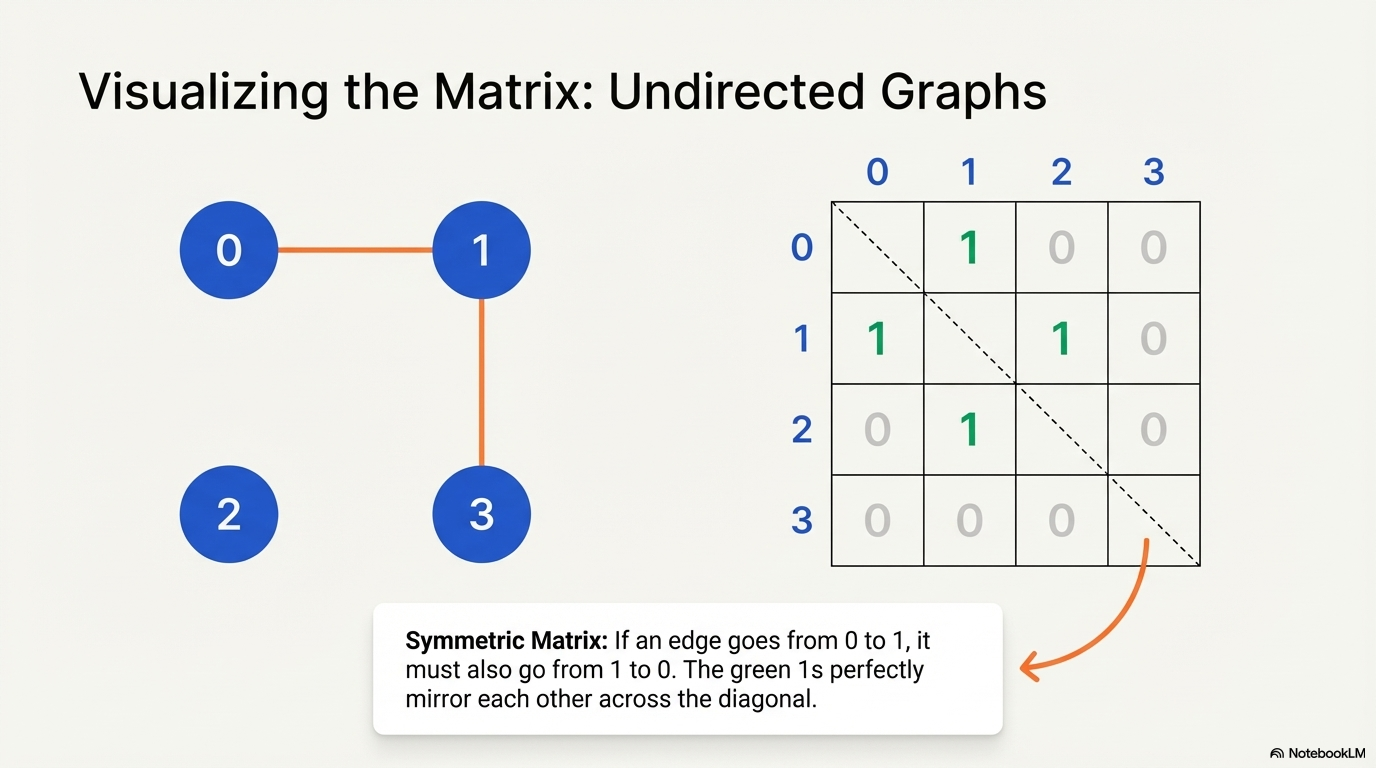 Visualizing the Matrix: Undirected Graphs
0 1
2 3
0 1 2 3
0 1 0 0
1 1 1 0
2 0 1 0
3 0 0 0
Symmetric Matrix: If an edge goes from 0 to 1, it
must also go from 1 to 0. The green 1s perfectly
mirror each other across the diagonal.
NotebookLM